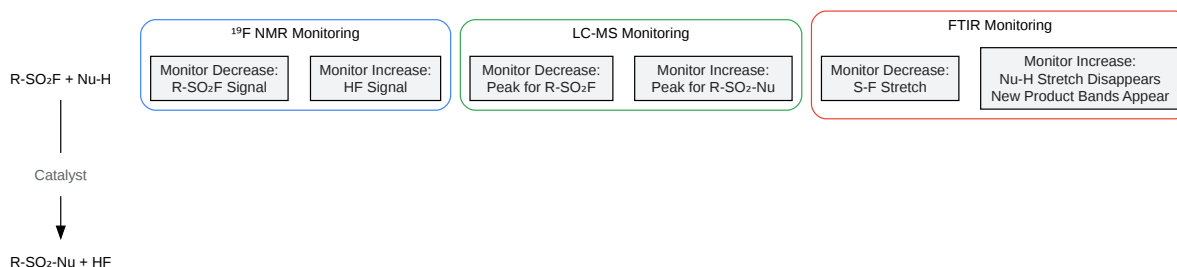 ¹⁹F NMR Monitoring
Monitor Decrease:
R-SO₂F Signal
Monitor Increase:
HF Signal
LC-MS Monitoring
Monitor Decrease:
Peak for R-SO₂F
Monitor Increase:
Peak for R-SO₂-Nu
FTIR Monitoring
Monitor Decrease:
S-F Stretch
Monitor Increase:
Nu-H Stretch Disappears
New Product Bands Appear
R-SO₂F + Nu-H
Catalyst
R-SO₂-Nu + HF